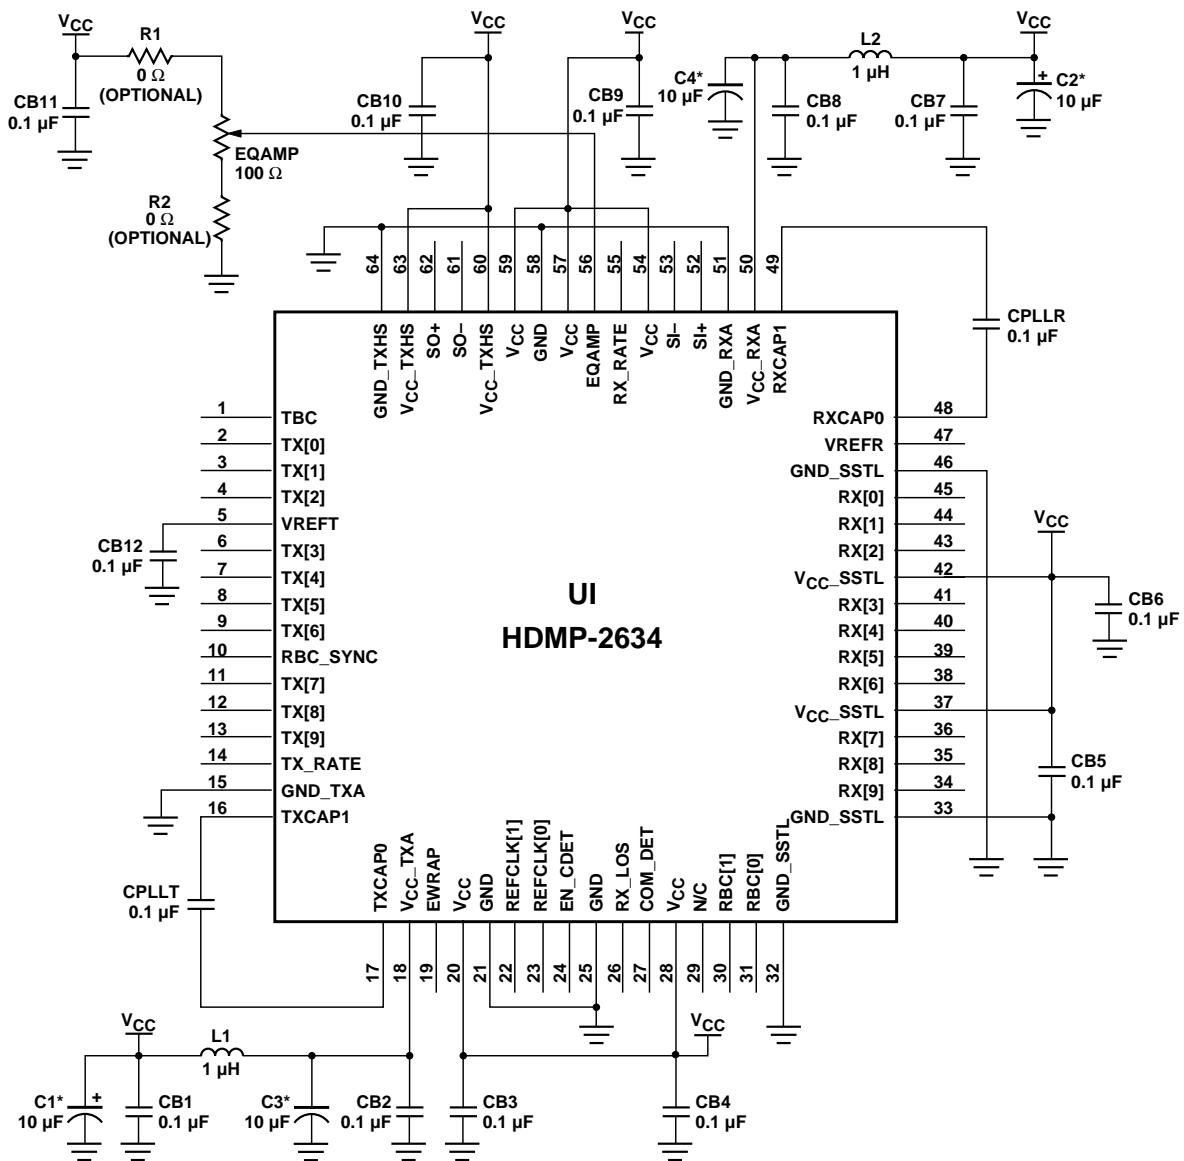 VCC
R1
0 Ω
(OPTIONAL)
CB11
0.1 µF
EQAMP
100 Ω
R2
0 Ω
(OPTIONAL)
VCC
CB10
0.1 µF
VCC
CB9
0.1 µF
C4*
10 µF
CB8
0.1 µF
L2
1 µH
CB7
0.1 µF
VCC
+
C2*
10 µF
64
63
62
61
60
59
58
57
56
55
54
53
52
51
50
49
GND_TXHS
VCC_TXHS
SO+
SO–
VCC_TXHS
VCC
GND
VCC
EQAMP
RX_RATE
VCC
SI–
SI+
GND_RXA
VCC_RXA
RXCAP1
CPLLR
0.1 µF
1 TBC
2 TX[0]
3 TX[1]
4 TX[2]
5 VREFT
6 TX[3]
7 TX[4]
8 TX[5]
9 TX[6]
10 RBC_SYNC
11 TX[7]
12 TX[8]
13 TX[9]
14 TX_RATE
15 GND_TXA
16 TXCAP1
CB12
0.1 µF
UI
HDMP-2634
RXCAP0 48
VREFR 47
GND_SSTL 46
RX[0] 45
RX[1] 44
RX[2] 43
VCC_SSTL 42
RX[3] 41
RX[4] 40
RX[5] 39
RX[6] 38
VCC_SSTL 37
RX[7] 36
RX[8] 35
RX[9] 34
GND_SSTL 33
VCC
CB6
0.1 µF
CB5
0.1 µF
CPLLT
0.1 µF
TXCAP0
VCC_TXA
EWRAP
VCC
GND
REFCLK[1]
REFCLK[0]
EN_CDET
GND
RX_LOS
COM_DET
VCC
N/C
RBC[1]
RBC[0]
GND_SSTL
17
18
19
20
21
22
23
24
25
26
27
28
29
30
31
32
VCC
L1
1 µH
C1*
10 µF
+
CB1
0.1 µF
C3*
10 µF
CB2
0.1 µF
CB3
0.1 µF
VCC
CB4
0.1 µF